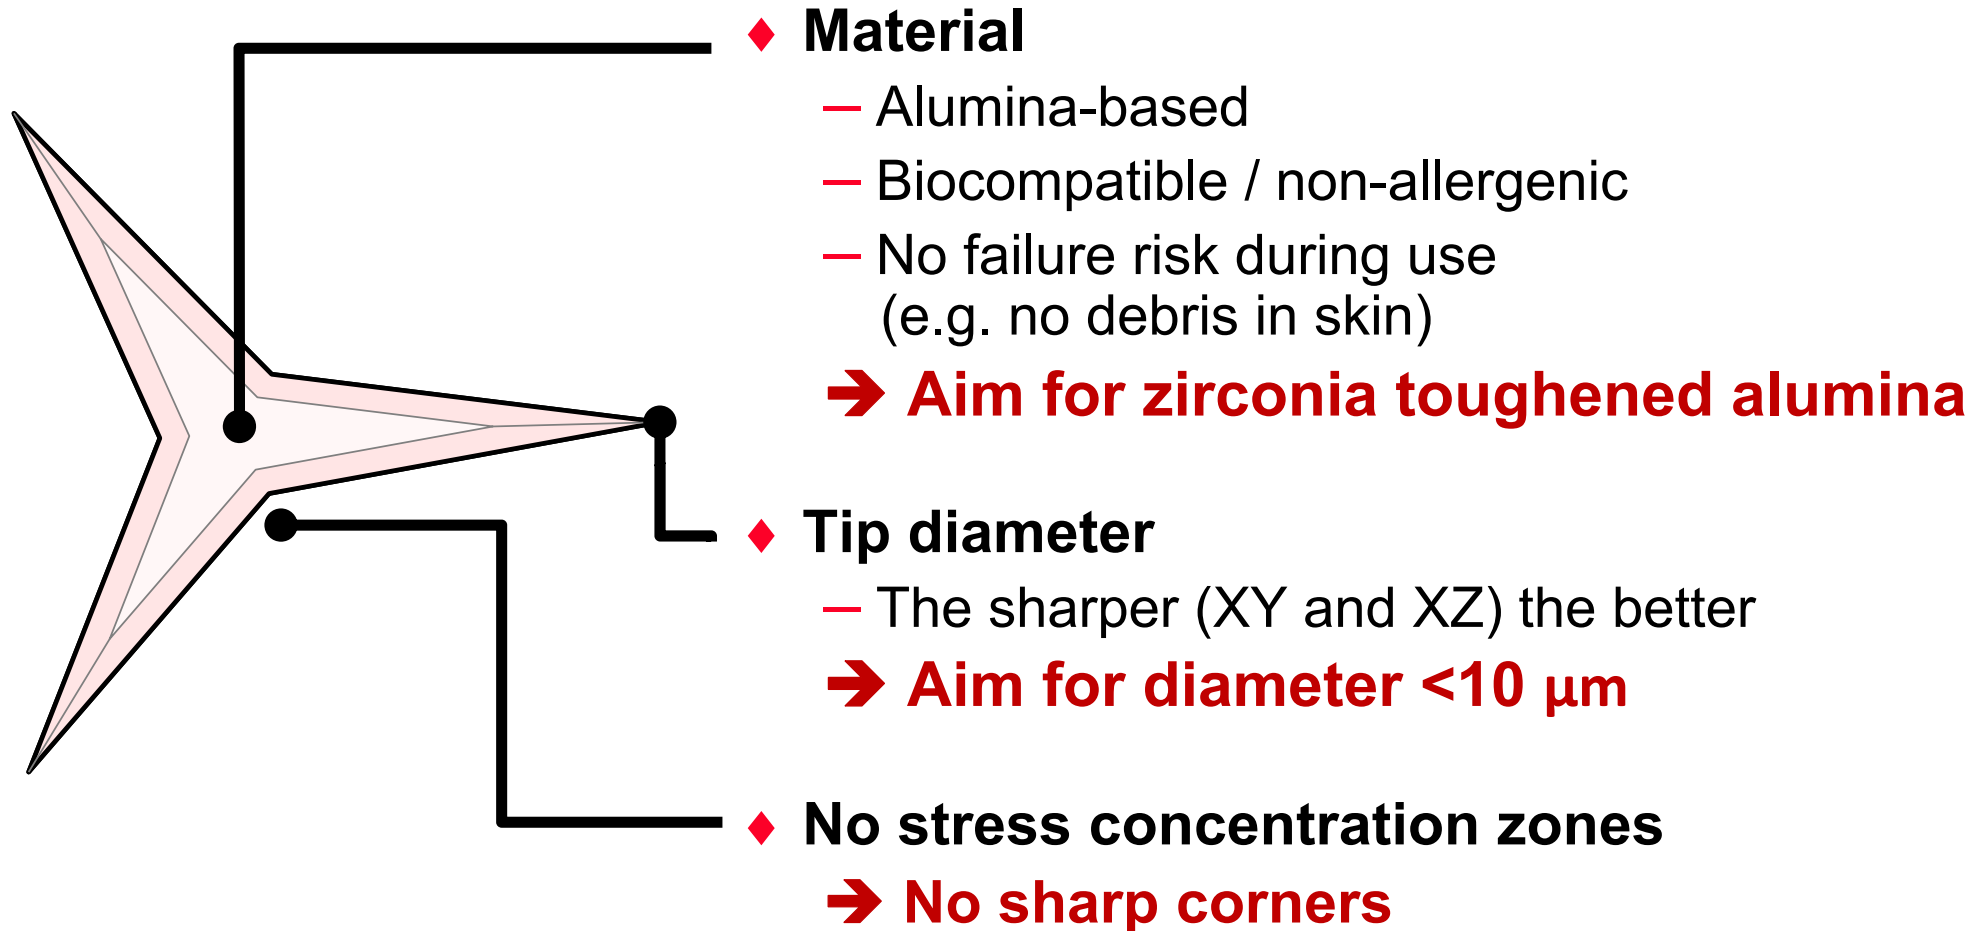 ♦ Material
– Alumina-based
– Biocompatible / non-allergenic
– No failure risk during use
(e.g. no debris in skin)
➔ Aim for zirconia toughened alumina
♦ Tip diameter
– The sharper (XY and XZ) the better
➔ Aim for diameter <10 µm
♦ No stress concentration zones
➔ No sharp corners